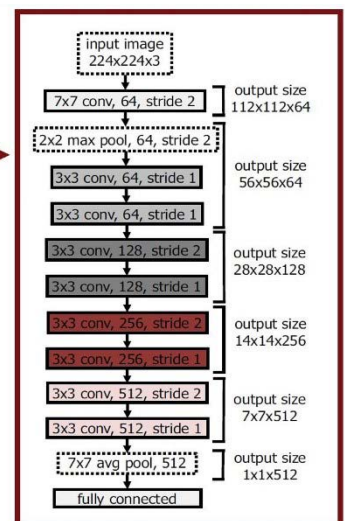 input image
224x224x3
7x7 conv, 64, stride 2
output size
112x112x64
2x2 max pool, 64, stride 2
3x3 conv, 64, stride 1
3x3 conv, 64, stride 1
output size
56x56x64
3x3 conv, 128, stride 2
3x3 conv, 128, stride 1
output size
28x28x128
3x3 conv, 256, stride 2
3x3 conv, 256, stride 1
output size
14x14x256
3x3 conv, 512, stride 2
3x3 conv, 512, stride 1
output size
7x7x512
7x7 avg pool, 512
output size
1x1x512
fully connected